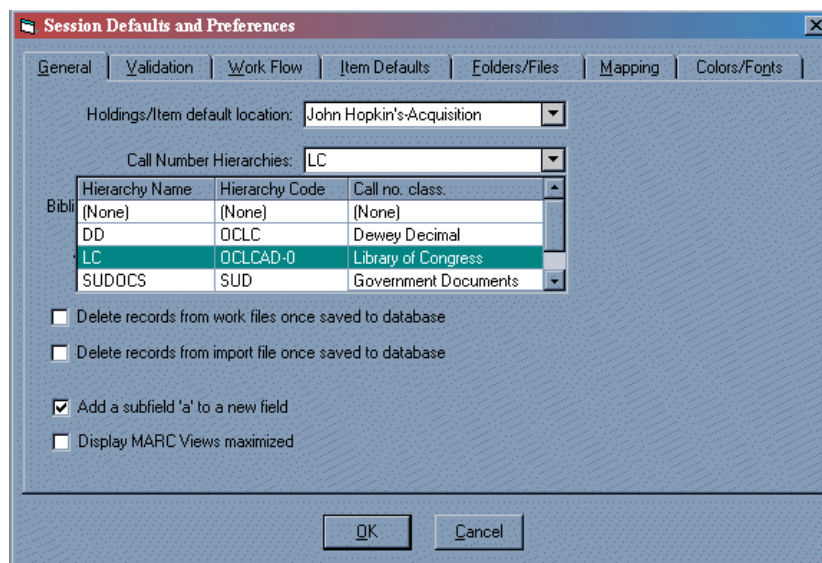 Session Defaults and Preferences
General Validation Work Flow Item Defaults Folders/Files Mapping Colors/Fonts
Holdings/Item default location: John Hopkin's-Acquisition
Call Number Hierarchies: LC
Hierarchy Name Hierarchy Code Call no. class.
Bibli
(None) (None) (None)
DD OCLC Dewey Decimal
LC OCLCAD-0 Library of Congress
SUDOCS SUD Government Documents
Delete records from work files once saved to database
Delete records from import file once saved to database
Add a subfield 'a' to a new field
Display MARC Views maximized
OK Cancel